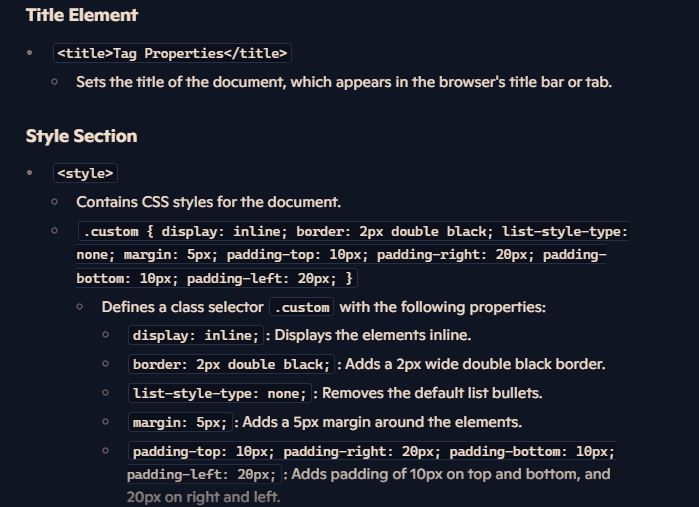 Title Element
<title>Tag Properties</title>
Sets the title of the document, which appears in the browser's title bar or tab.
Style Section
<style>
Contains CSS styles for the document.
.custom { display: inline; border: 2px double black; list-style-type:
none; margin: 5px; padding-top: 10px; padding-right: 20px; padding-
bottom: 10px; padding-left: 20px; }
Defines a class selector .custom with the following properties:
display: inline; : Displays the elements inline.
border: 2px double black; : Adds a 2px wide double black border.
list-style-type: none; : Removes the default list bullets.
margin: 5px; : Adds a 5px margin around the elements.
padding-top: 10px; padding-right: 20px; padding-bottom: 10px;
padding-left: 20px; : Adds padding of 10px on top and bottom, and
20px on right and left.